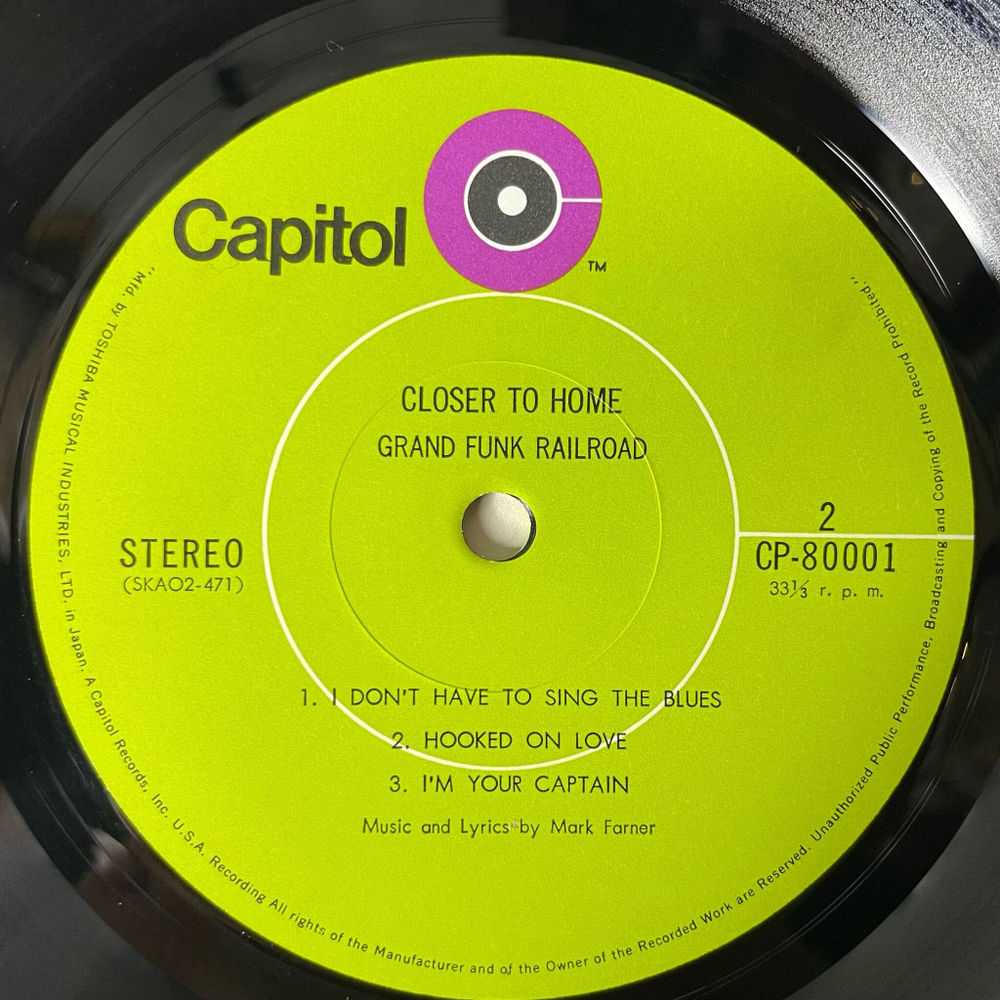 Capitol
TM
CLOSER TO HOME
GRAND FUNK RAILROAD
STEREO
(SKAO2-471)
2
CP-80001
33⅓ r. p. m.
1. I DON'T HAVE TO SING THE BLUES
2. HOOKED ON LOVE
3. I'M YOUR CAPTAIN
Music and Lyrics by Mark Farner
"Mfd. by TOSHIBA MUSICAL INDUSTRIES, LTD. in Japan. A Capitol Records, Inc. U.S.A. Recording All rights of the Manufacturer and of the Owner of the Recorded Work are Reserved. Unauthorized Public Performance, Broadcasting and Copying of the Record Prohibited."